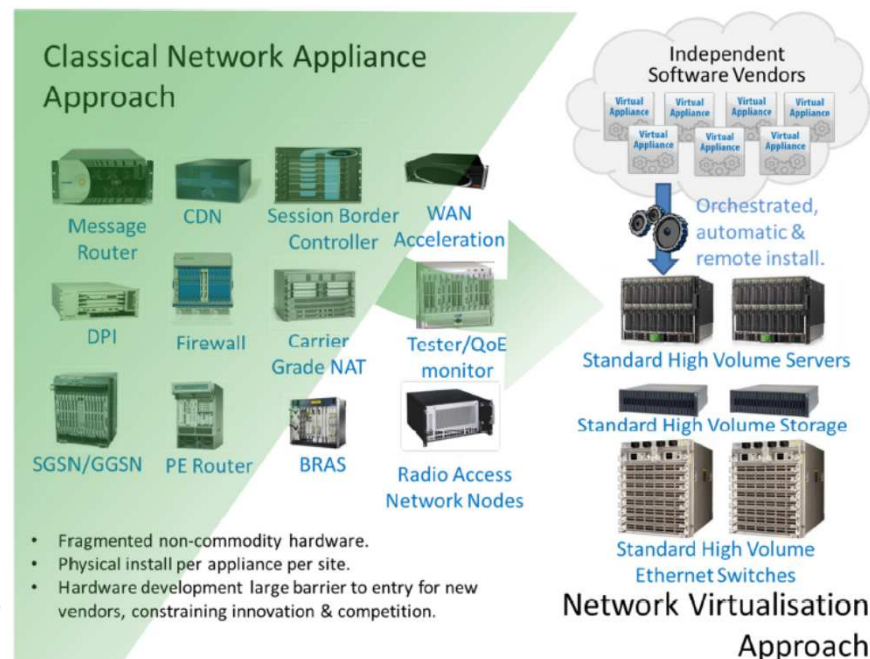 Classical Network Appliance
Approach
Message
Router
CDN
Session Border
Controller
WAN
Acceleration
DPI
Firewall
Carrier
Grade NAT
Tester/QoE
monitor
SGSN/GGSN
PE Router
BRAS
Radio Access
Network Nodes
• Fragmented non-commodity hardware.
• Physical install per appliance per site.
• Hardware development large barrier to entry for new
vendors, constraining innovation & competition.
Independent
Software Vendors
Virtual
Appliance
Virtual
Appliance
Virtual
Appliance
Virtual
Appliance
Virtual
Appliance
Virtual
Appliance
Virtual
Appliance
Orchestrated,
automatic &
remote install.
Standard High Volume Servers
Standard High Volume Storage
Standard High Volume
Ethernet Switches
Network Virtualisation
Approach